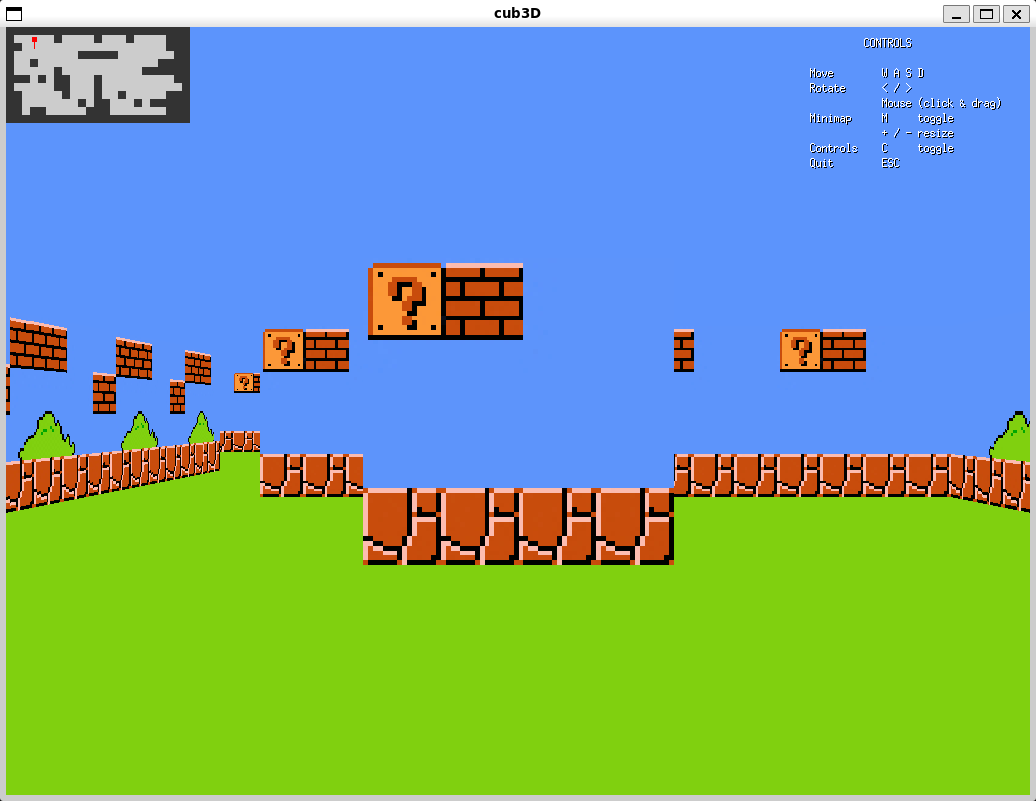 cub3D
CONTROLS
Move W A S D
Rotate < / >
Mouse (click & drag)
Minimap M toggle
+ / - resize
Controls C toggle
Quit ESC
?
?
?
?